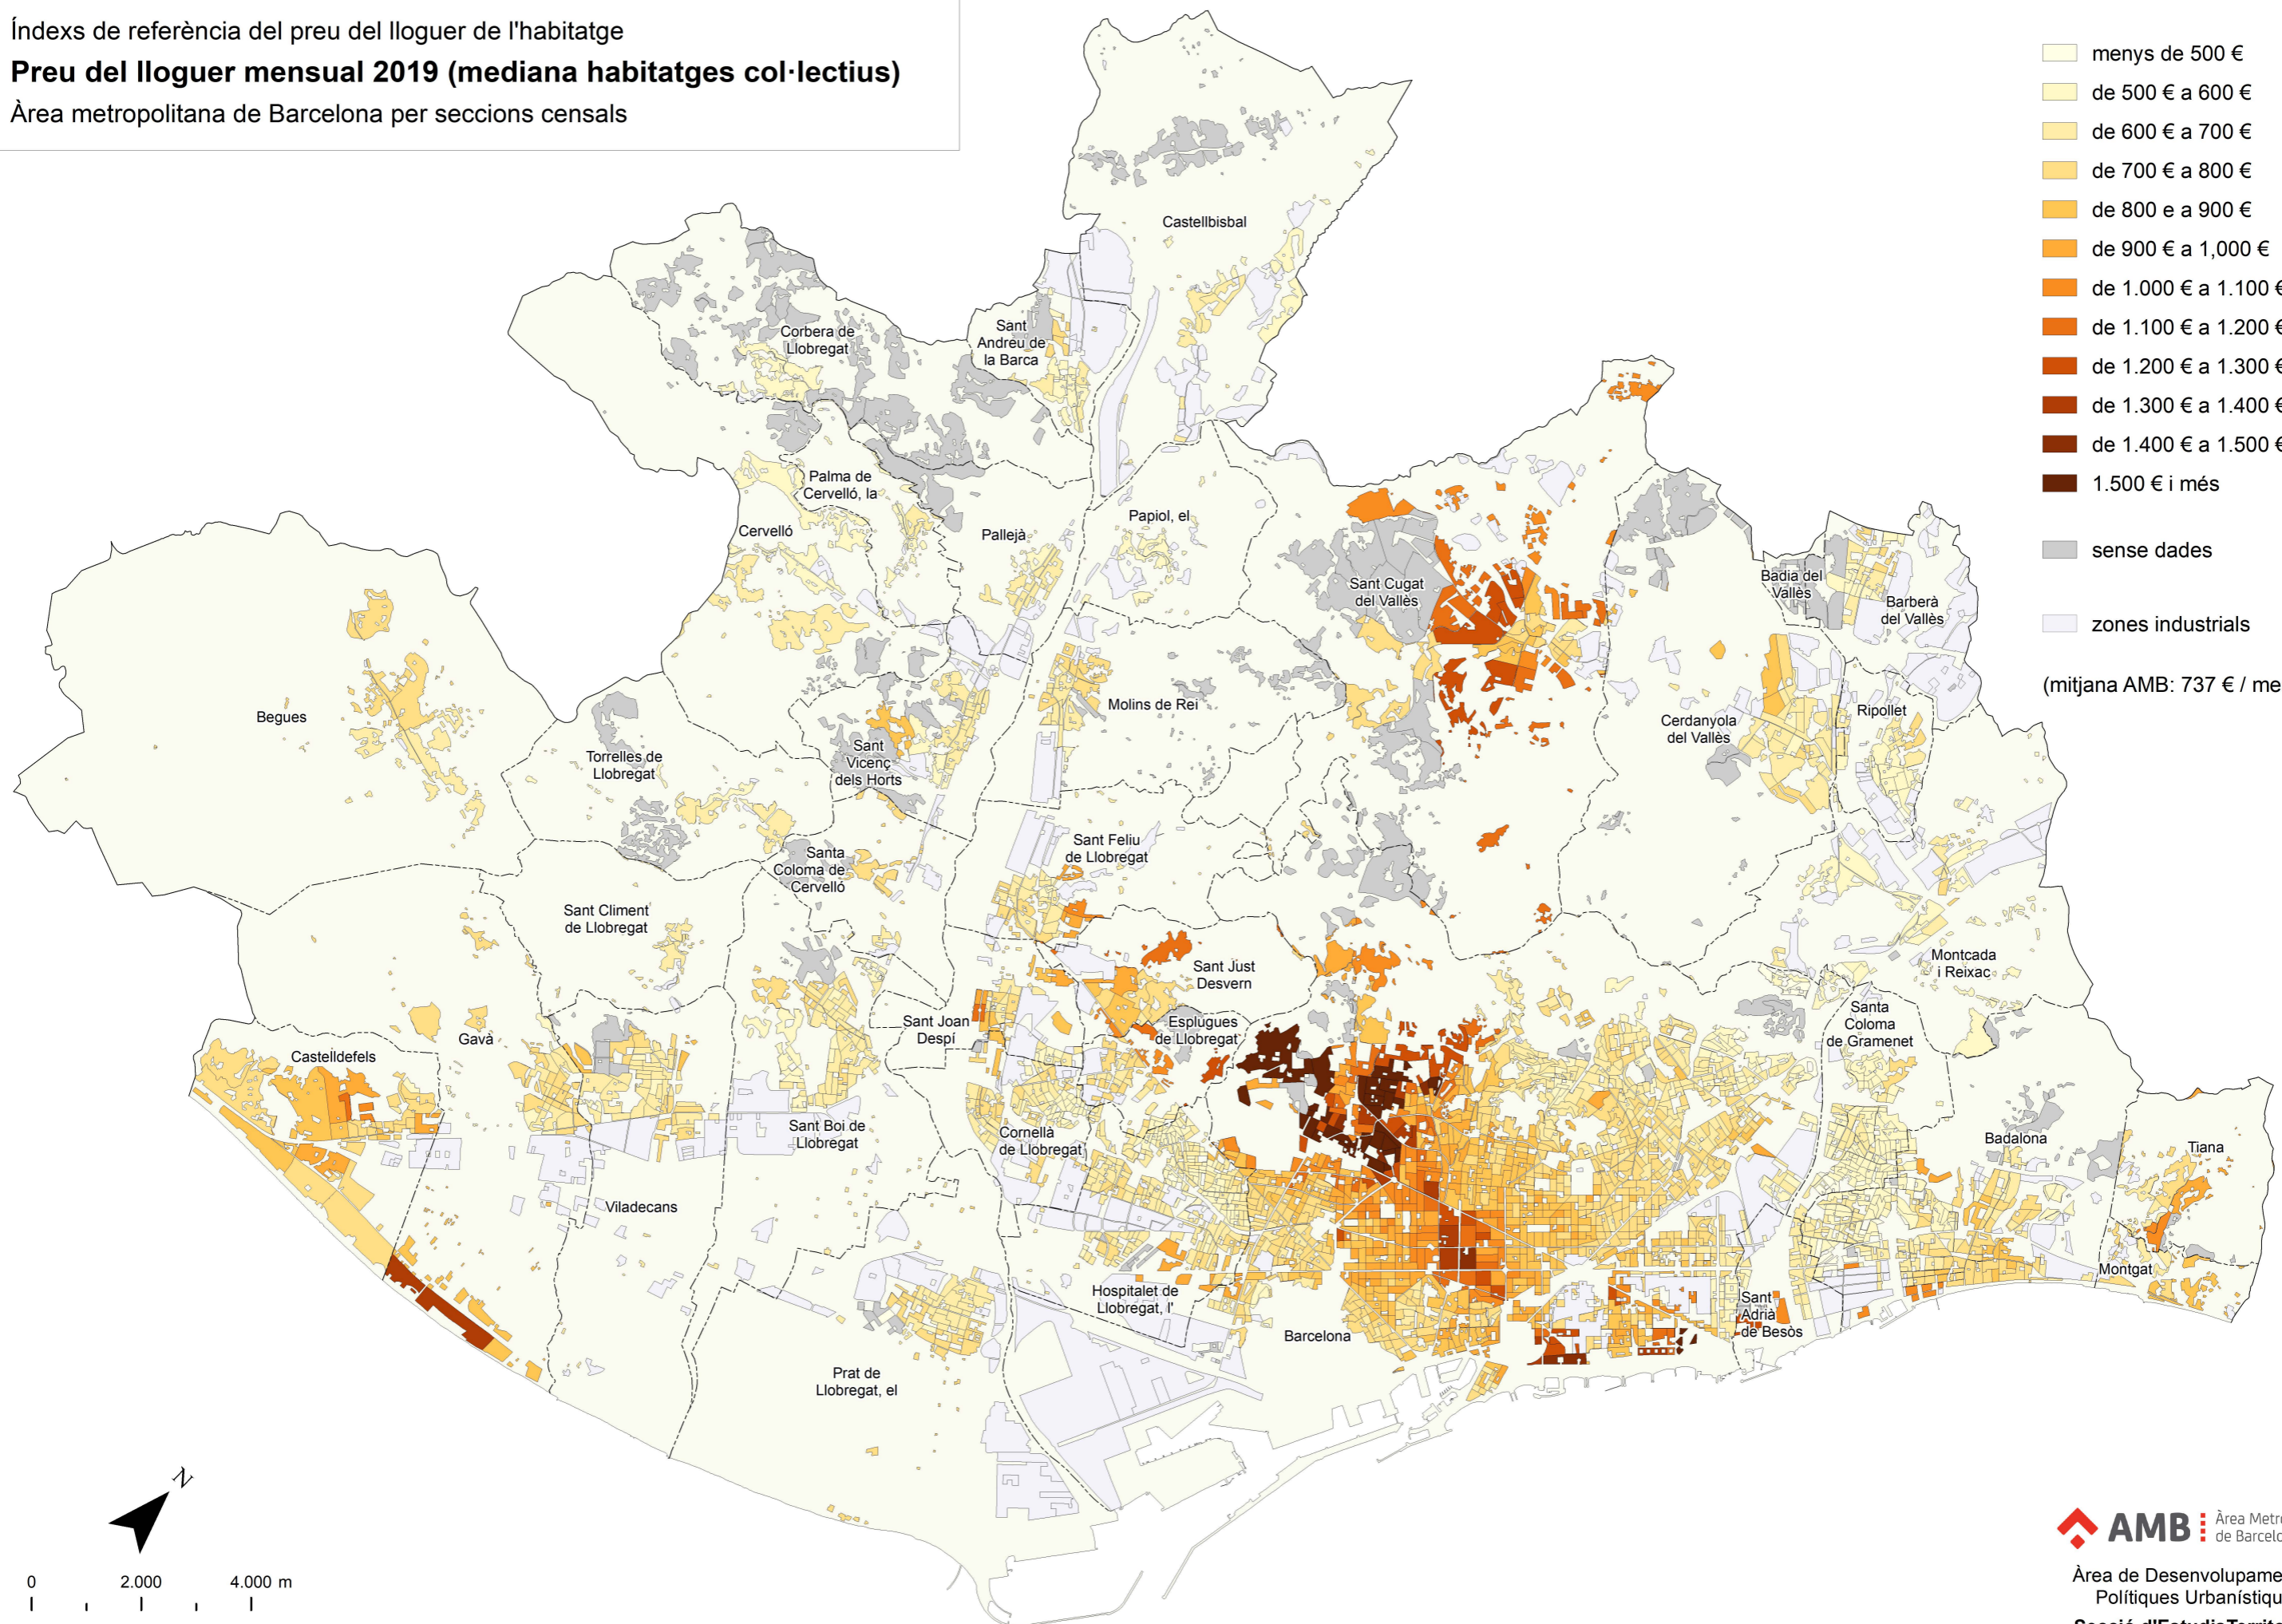 Índexs de referència del preu del lloguer de l'habitatge
Preu del lloguer mensual 2019 (mediana habitatges col·lectius)
Àrea metropolitana de Barcelona per seccions censals
menys de 500 €
de 500 € a 600 €
de 600 € a 700 €
de 700 € a 800 €
de 800 e a 900 €
de 900 € a 1,000 €
de 1.000 € a 1.100 €
de 1.100 € a 1.200 €
de 1.200 € a 1.300 €
de 1.300 € a 1.400 €
de 1.400 € a 1.500 €
1.500 € i més
sense dades
zones industrials
(mitjana AMB: 737 € / me
Castellbisbal
Corbera de
Llobregat
Sant
Andreu de
la Barca
Palma de
Cervelló, la
Cervelló
Pallejà
Papiol, el
Sant Cugat
del Vallès
Badia del
Vallès
Barberà
del Vallès
Begues
Torrelles de
Llobregat
Sant
Vicenç
dels Horts
Molins de Rei
Cerdanyola
del Vallès
Ripollet
Santa
Coloma de
Cervelló
Sant Feliu
de Llobregat
Sant Climent
de Llobregat
Sant Just
Desvern
Montcada
i Reixac
Castelldefels
Gavà
Sant Joan
Despí
Esplugues
de Llobregat
Santa
Coloma
de Gramenet
Sant Boi de
Llobregat
Cornellà
de Llobregat
Badalona
Tiana
Viladecans
Montgat
Hospitalet de
Llobregat, l'
Barcelona
Sant
Adrià
de Besòs
Prat de
Llobregat, el
N
0 2.000 4.000 m
AMB Àrea Metro
de Barcelo
Àrea de Desenvolupame
Polítiques Urbanístiqu
Secció d'EstudisTerrito